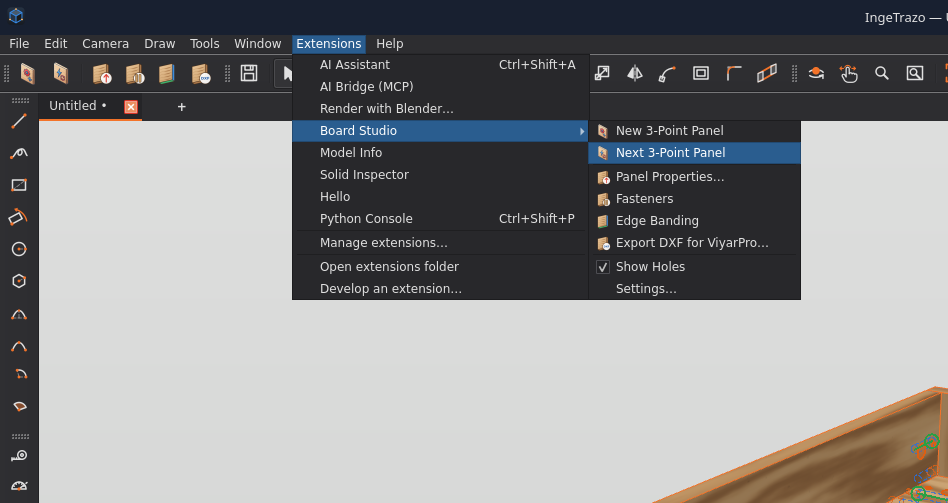 IngeTrazo —
File Edit Camera Draw Tools Window Extensions Help
Untitled •
+
AI Assistant Ctrl+Shift+A
AI Bridge (MCP)
Render with Blender…
Board Studio
Model Info
Solid Inspector
Hello
Python Console Ctrl+Shift+P
Manage extensions…
Open extensions folder
Develop an extension…
New 3-Point Panel
Next 3-Point Panel
Panel Properties…
Fasteners
Edge Banding
Export DXF for ViyarPro…
Show Holes
Settings…